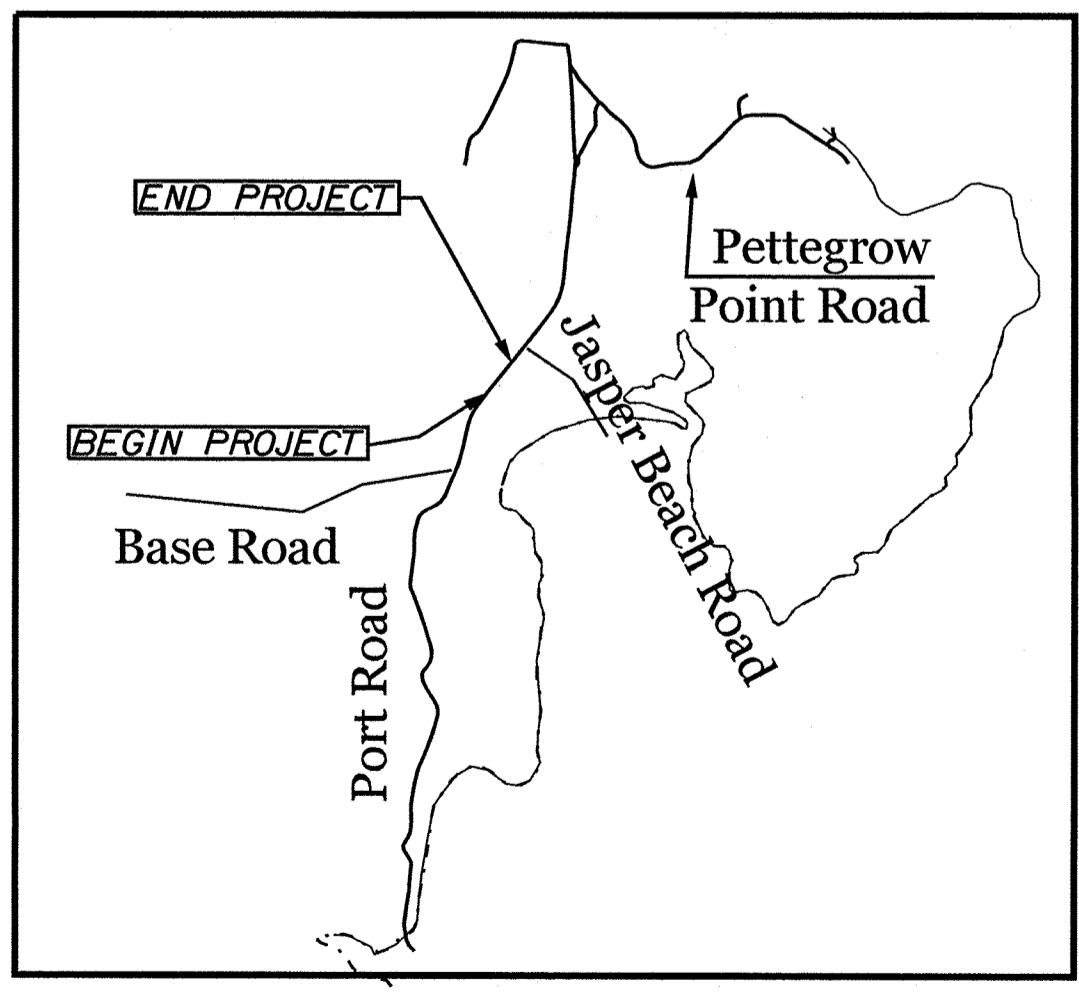 END PROJECT
Pettegrow
Point Road
Jasper Beach Road
BEGIN PROJECT
Base Road
Port Road